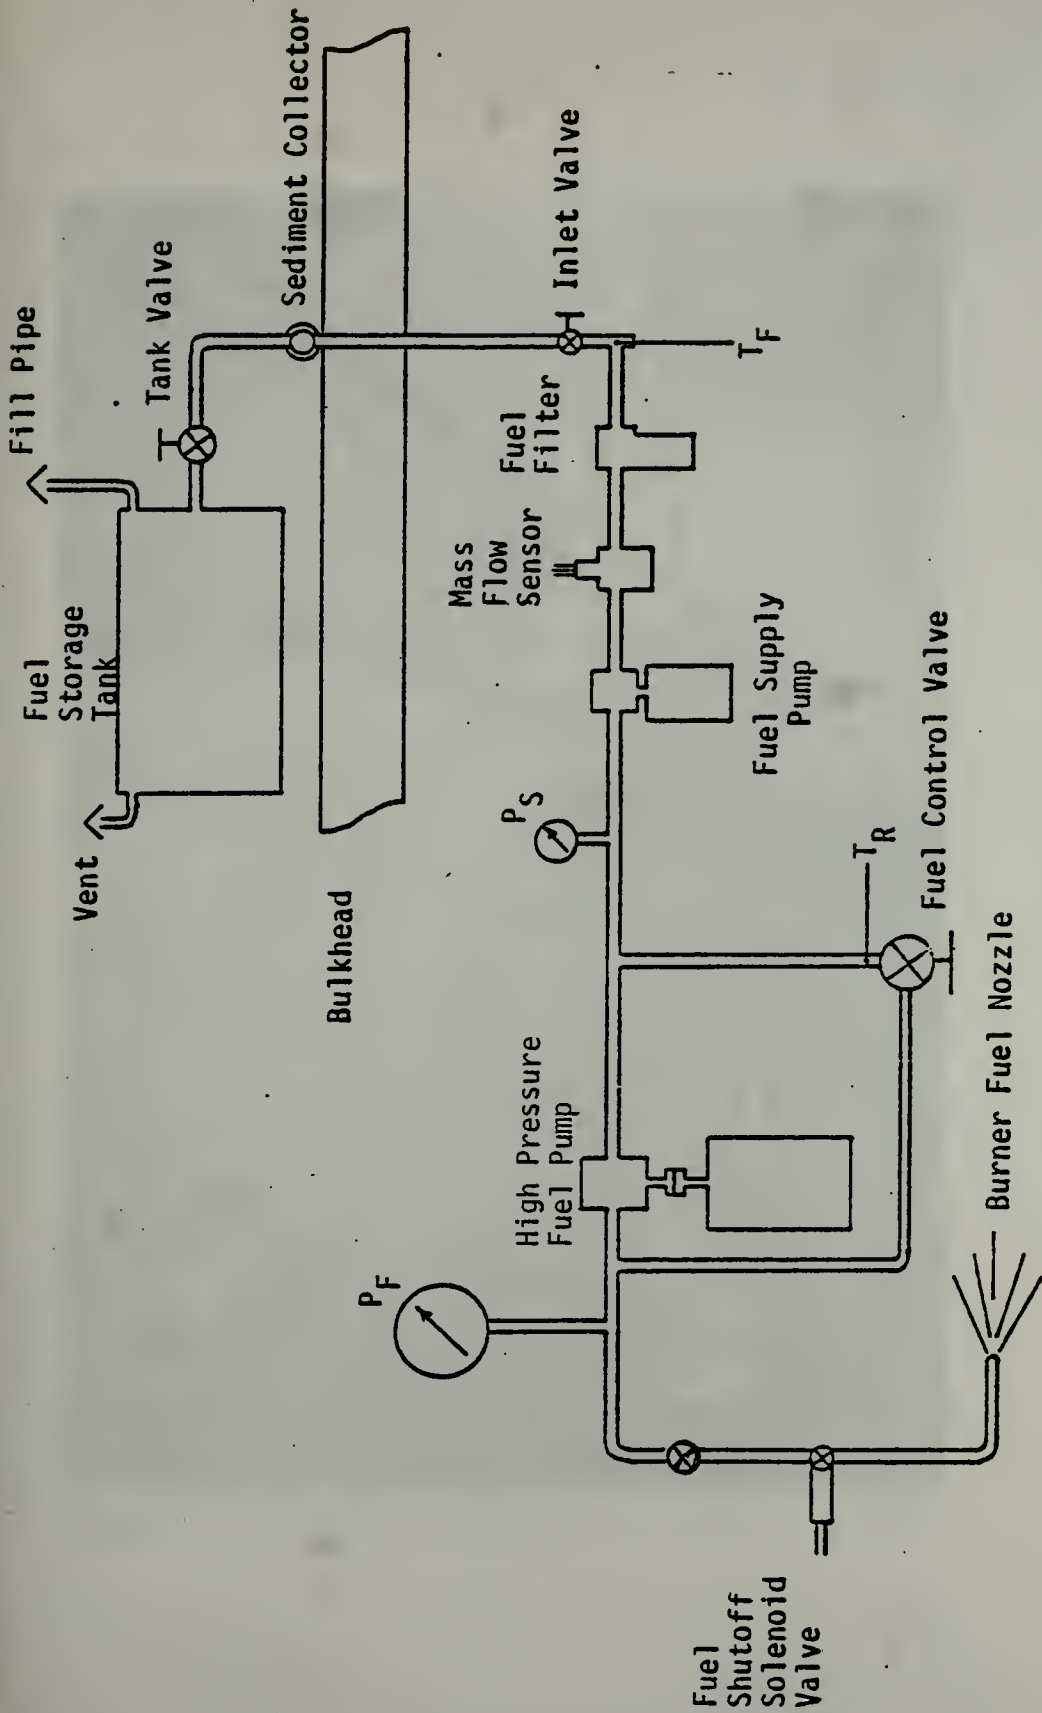 Fill Pipe
Fuel
Storage
Tank
Vent
Tank Valve
Sediment Collector
Bulkhead
Inlet Valve
T_F
Fuel
Filter
Mass
Flow
Sensor
Fuel Supply
Pump
P_S
T_R
Fuel Control Valve
High Pressure
Fuel Pump
P_F
Burner Fuel Nozzle
Fuel
Shutoff
Solenoid
Valve